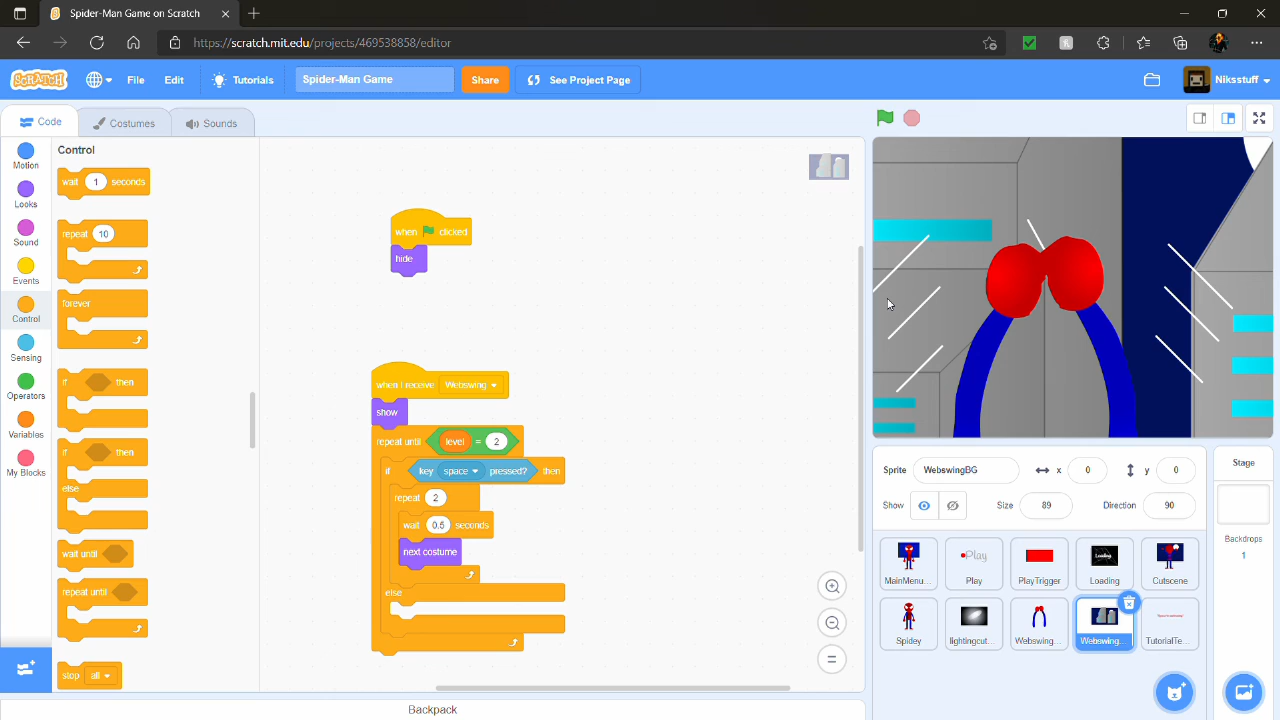 Spider-Man Game on Scratch
https://scratch.mit.edu/projects/469538858/editor
SCRATCH File Edit Tutorials Spider-Man Game Share See Project Page Niksstuff
Code Costumes Sounds
Motion
Looks
Sound
Events
Control
Sensing
Operators
Variables
My Blocks
Control
wait 1 seconds
repeat 10
forever
if then
if then
else
wait until
repeat until
stop all
when clicked
hide
when I receive Webswing
show
repeat until level = 2
if key space pressed? then
repeat 2
wait 0.5 seconds
next costume
else
Sprite WebswingBG x 0 y 0
Show Size 89 Direction 90
MainMenu... Play PlayTrigger Loading Cutscene
Spidey lightingcut... Webswing... Webswing... TutorialTe...
Stage
Backdrops
1
Backpack